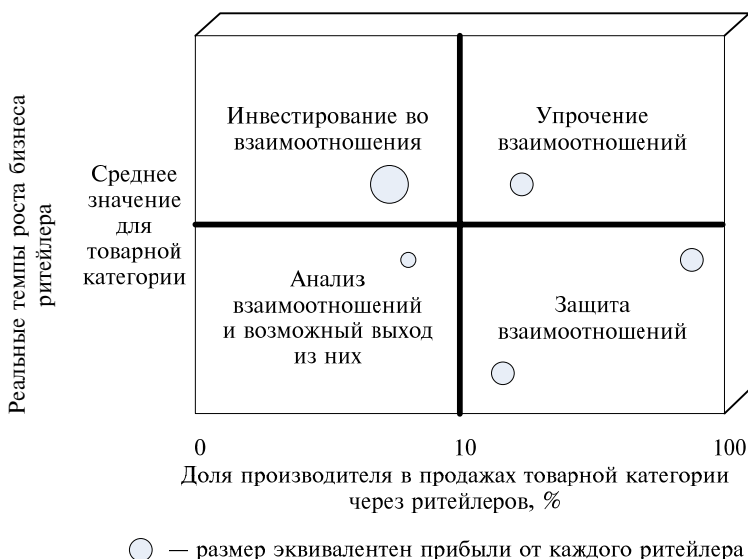 Реальные темпы роста бизнеса
ритейлера
Среднее
значение
для
товарной
категории
Инвестирование во
взаимоотношения
Упрочение
взаимоотношений
Анализ
взаимоотношений
и возможный выход
из них
Защита
взаимоотношений
0 10 100
Доля производителя в продажах товарной категории
через ритейлеров, %
— размер эквивалентен прибыли от каждого ритейлера